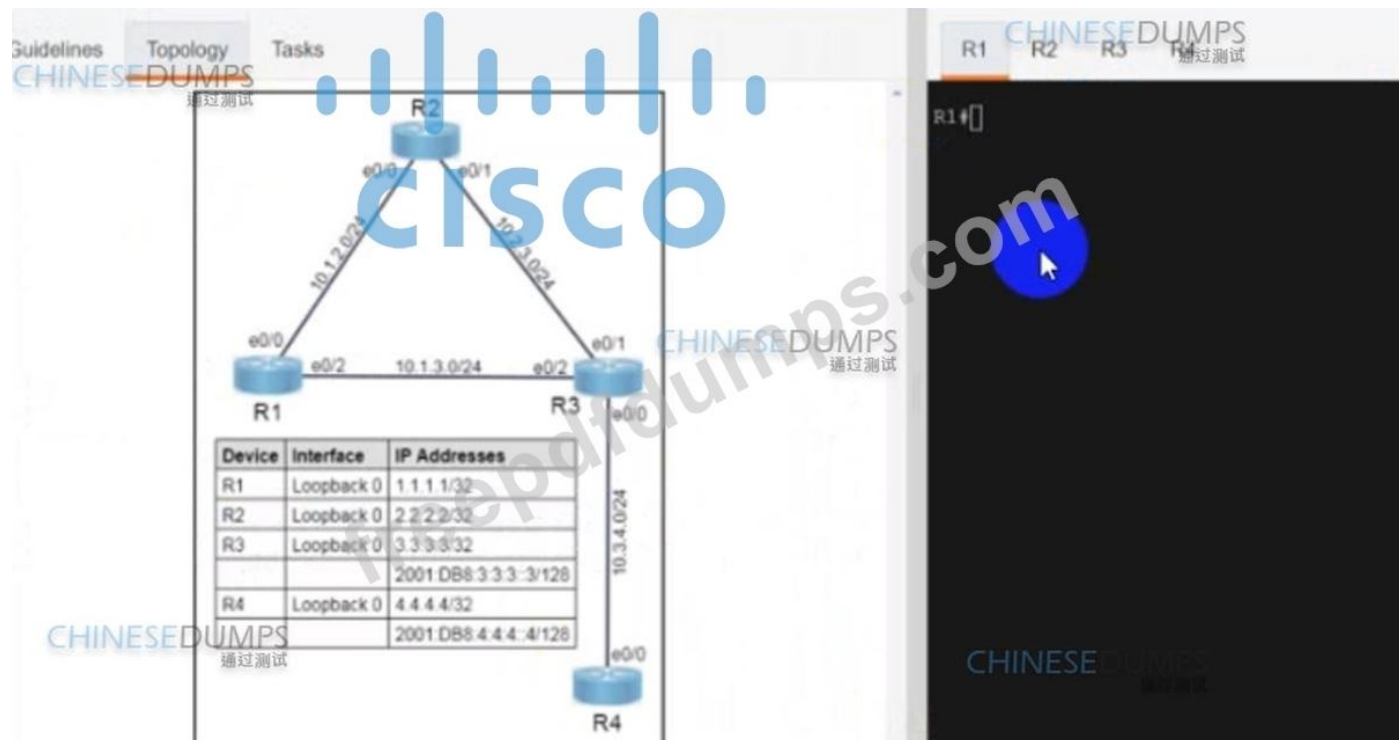 Guidelines Topology Tasks
CHINESEDUMPS
通过测试
CISCO
R2
e0/0 e0/1
10.1.2.0/24
10.2.3.0/24
e0/0 e0/1
e0/2 10.1.3.0/24 e0/2
R1 R3 e0/0
Device Interface IP Addresses
R1 Loopback 0 1.1.1.1/32
R2 Loopback 0 2.2.2.2/32
R3 Loopback 0 3.3.3.3/32
2001:DB8:3:3:3::3/128
R4 Loopback 0 4.4.4.4/32
2001:DB8:4:4:4::4/128
10.3.4.0/24
e0/0
R4
CHINESEDUMPS
通过测试
CHINESEDUMPS
通过测试
freepdfdumps.com
R1 R2 R3 R4
CHINESEDUMPS
通过测试
R1#
CHINESEDUMPS